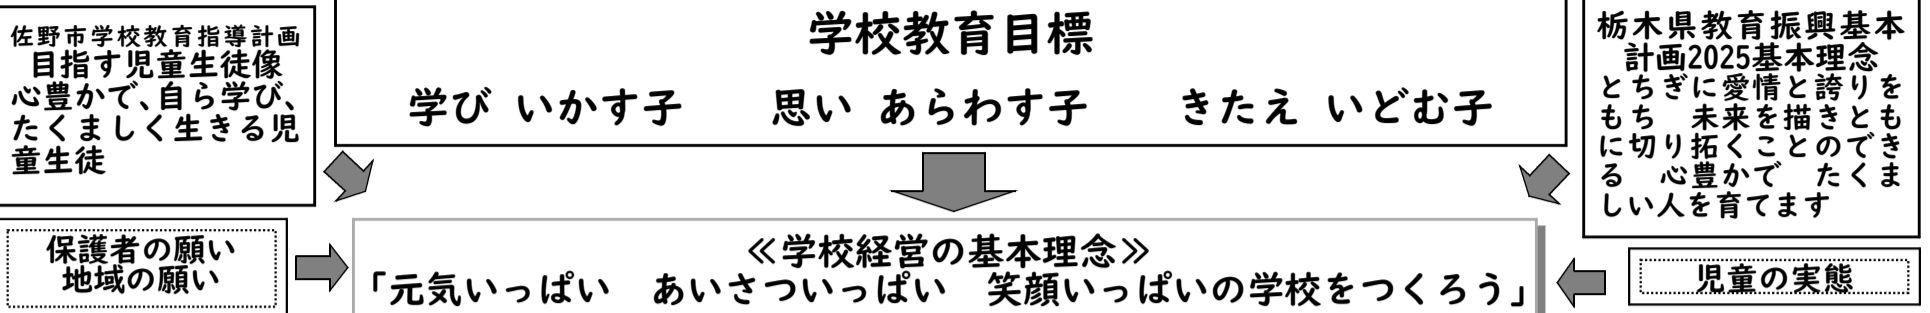 佐野市学校教育指導計画
目指す児童生徒像
心豊かで、自ら学び、
たくましく生きる児
童生徒
学校教育目標
学び いかす子　　思い あらわす子　　きたえ いどむ子
栃木県教育振興基本
計画2025基本理念
とちぎに愛情と誇りを
もち　未来を描きとも
に切り拓くことのでき
る　心豊かで　たくま
しい人を育てます
保護者の願い
地域の願い
≪学校経営の基本理念≫
「元気いっぱい　あいさついっぱい　笑顔いっぱいの学校をつくろう」
児童の実態